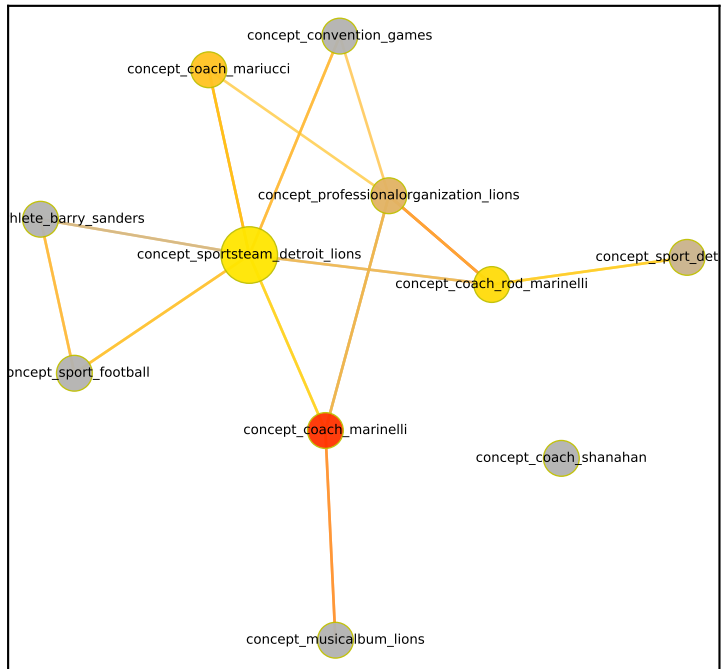 concept_convention_games
concept_coach_mariucci
concept_professionalorganization_lions
hlete_barry_sanders
concept_sportsteam_detroit_lions
concept_sport_det
concept_coach_rod_marinelli
oncept_sport_football
concept_coach_marinelli
concept_coach_shanahan
concept_musicalbum_lions